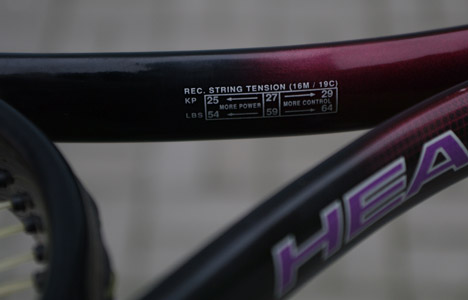 REC. STRING TENSION (16M / 19C)
KP 25 27 29
MORE POWER MORE CONTROL
LBS 54 59 64
HEA